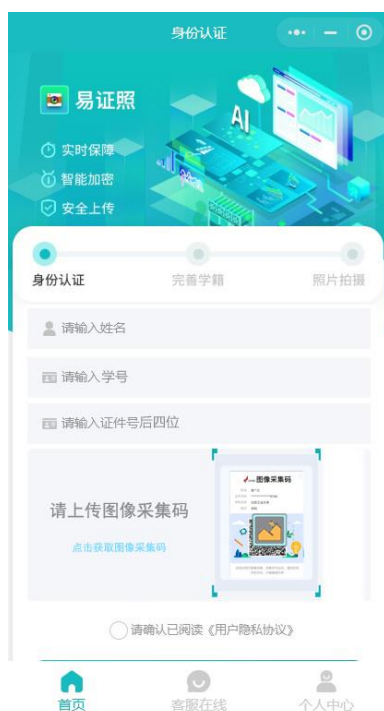 身份认证
易证照
AI
实时保障
智能加密
安全上传
身份认证
完善学籍
照片拍摄
请输入姓名
请输入学号
请输入证件号后四位
请上传图像采集码
点击获取图像采集码
图像采集码
请确认已阅读《用户隐私协议》
首页
客服在线
个人中心